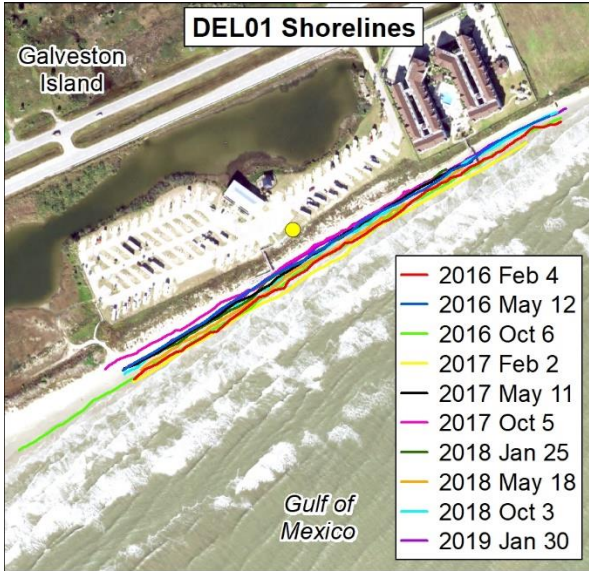 DEL01 Shorelines
Galveston
Island
2016 Feb 4
2016 May 12
2016 Oct 6
2017 Feb 2
2017 May 11
2017 Oct 5
2018 Jan 25
2018 May 18
2018 Oct 3
2019 Jan 30
Gulf of
Mexico